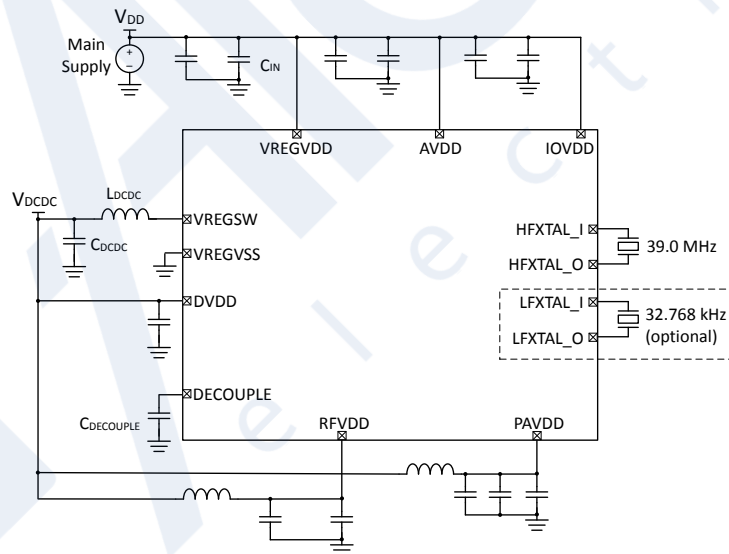 VDD
Main
Supply
+
−
CIN
VREGVDD
AVDD
IOVDD
VDCDC
LDCDC
VREGSW
HFXTAL_I
CDCDC
39.0 MHz
VREGVSS
HFXTAL_O
DVDD
LFXTAL_I
32.768 kHz
(optional)
LFXTAL_O
DECOUPLE
CDECOUPLE
RFVDD
PAVDD